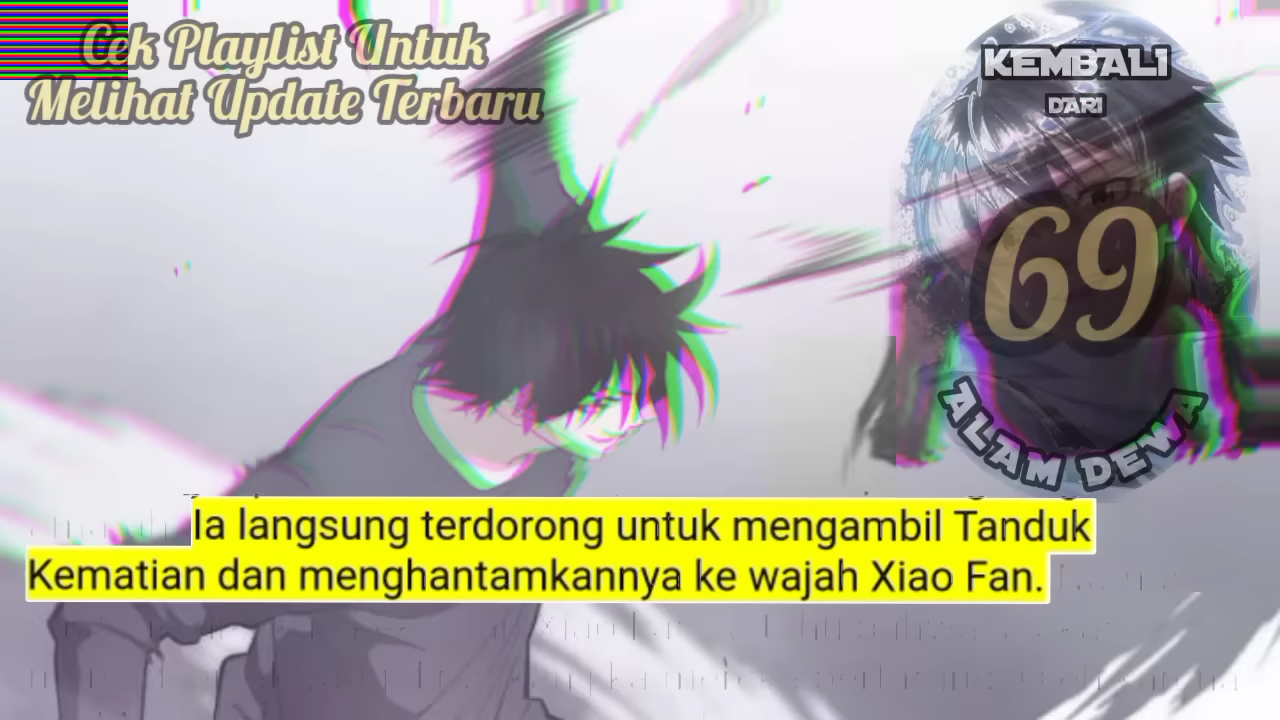 Cek Playlist Untuk
Melihat Update Terbaru
KEMBALI
DARI
69
ALAM DEWA
Ia langsung terdorong untuk mengambil Tanduk
Kematian dan menghantamkannya ke wajah Xiao Fan.